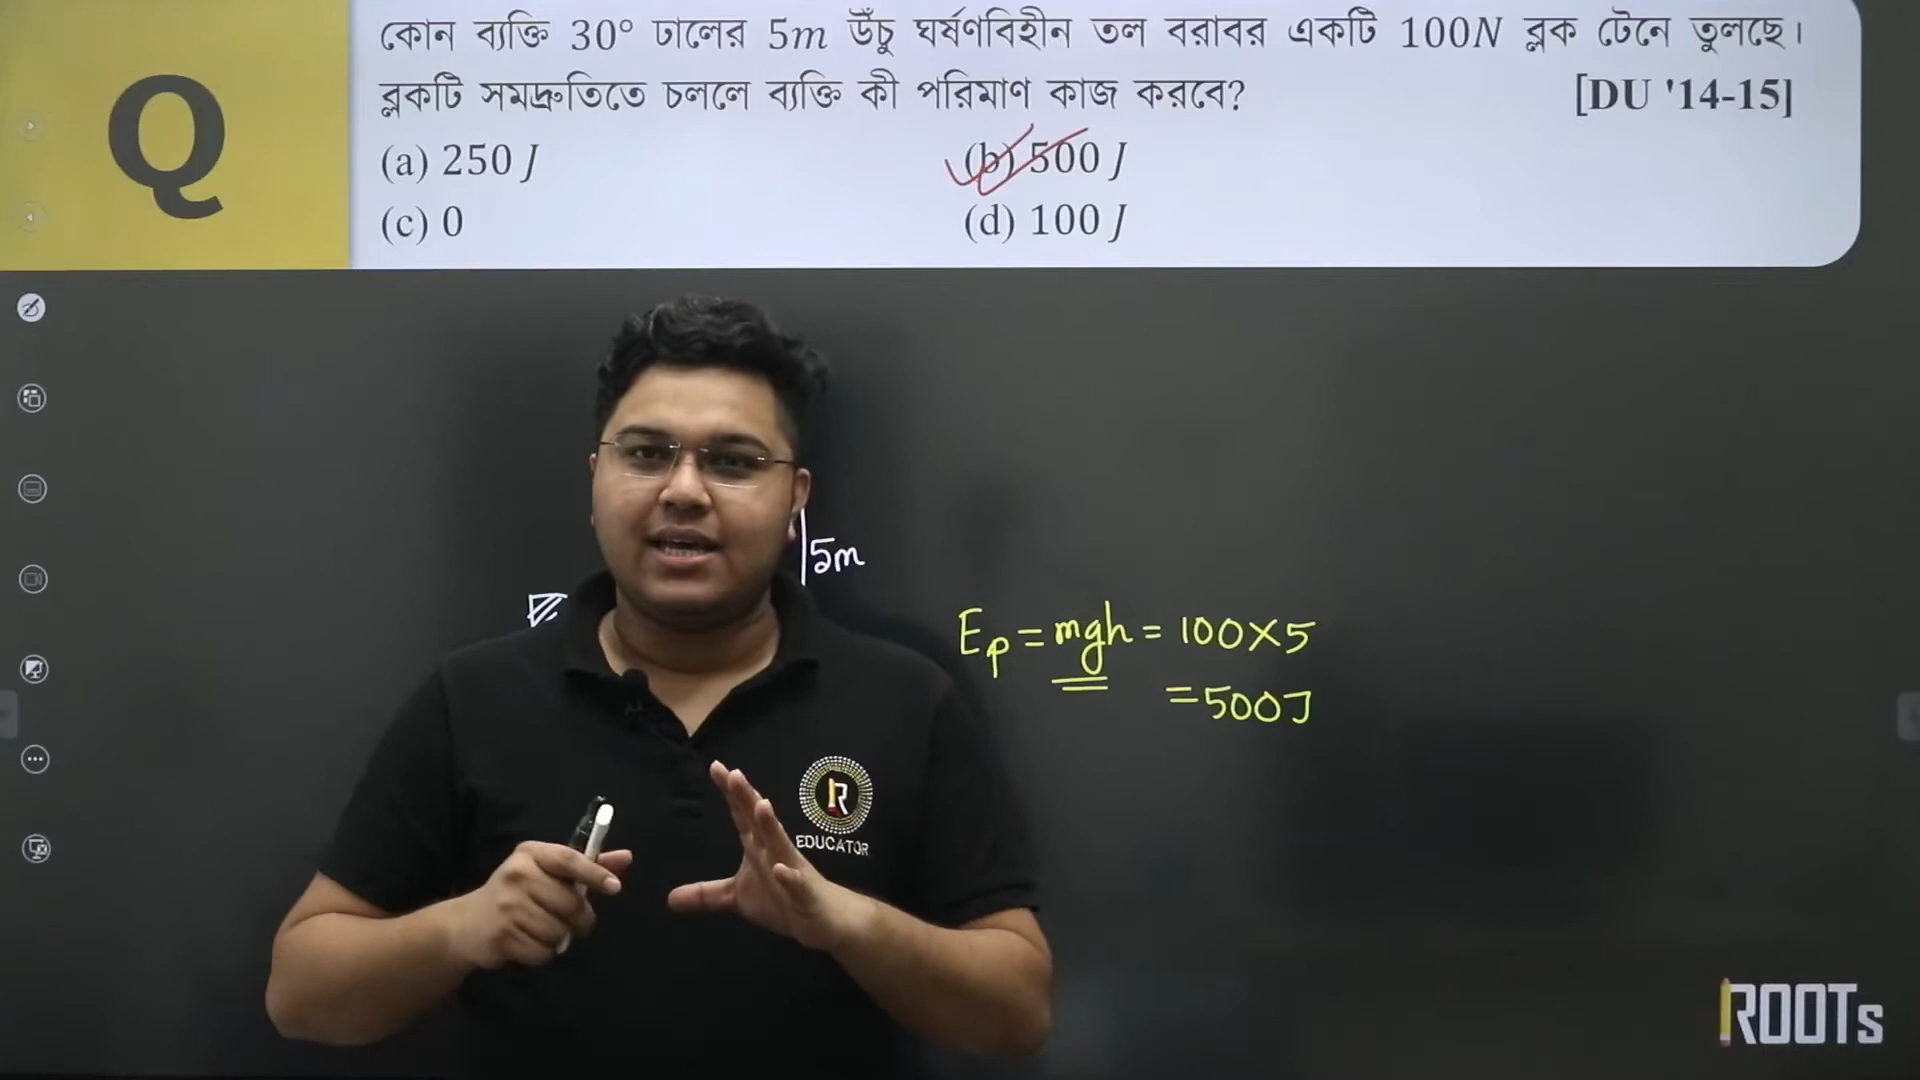 Q
কোন ব্যক্তি 30° ঢালের 5m উঁচু ঘর্ষণবিহীন তল বরাবর একটি 100N ব্লক টেনে তুলছে।
ব্লকটি সমদ্রুতিতে চললে ব্যক্তি কী পরিমাণ কাজ করবে? [DU '14-15]
(a) 250 J (b) 500 J
(c) 0 (d) 100 J
5m
Eₚ = mgh = 100×5
=500J
R
EDUCATOR
ROOTs